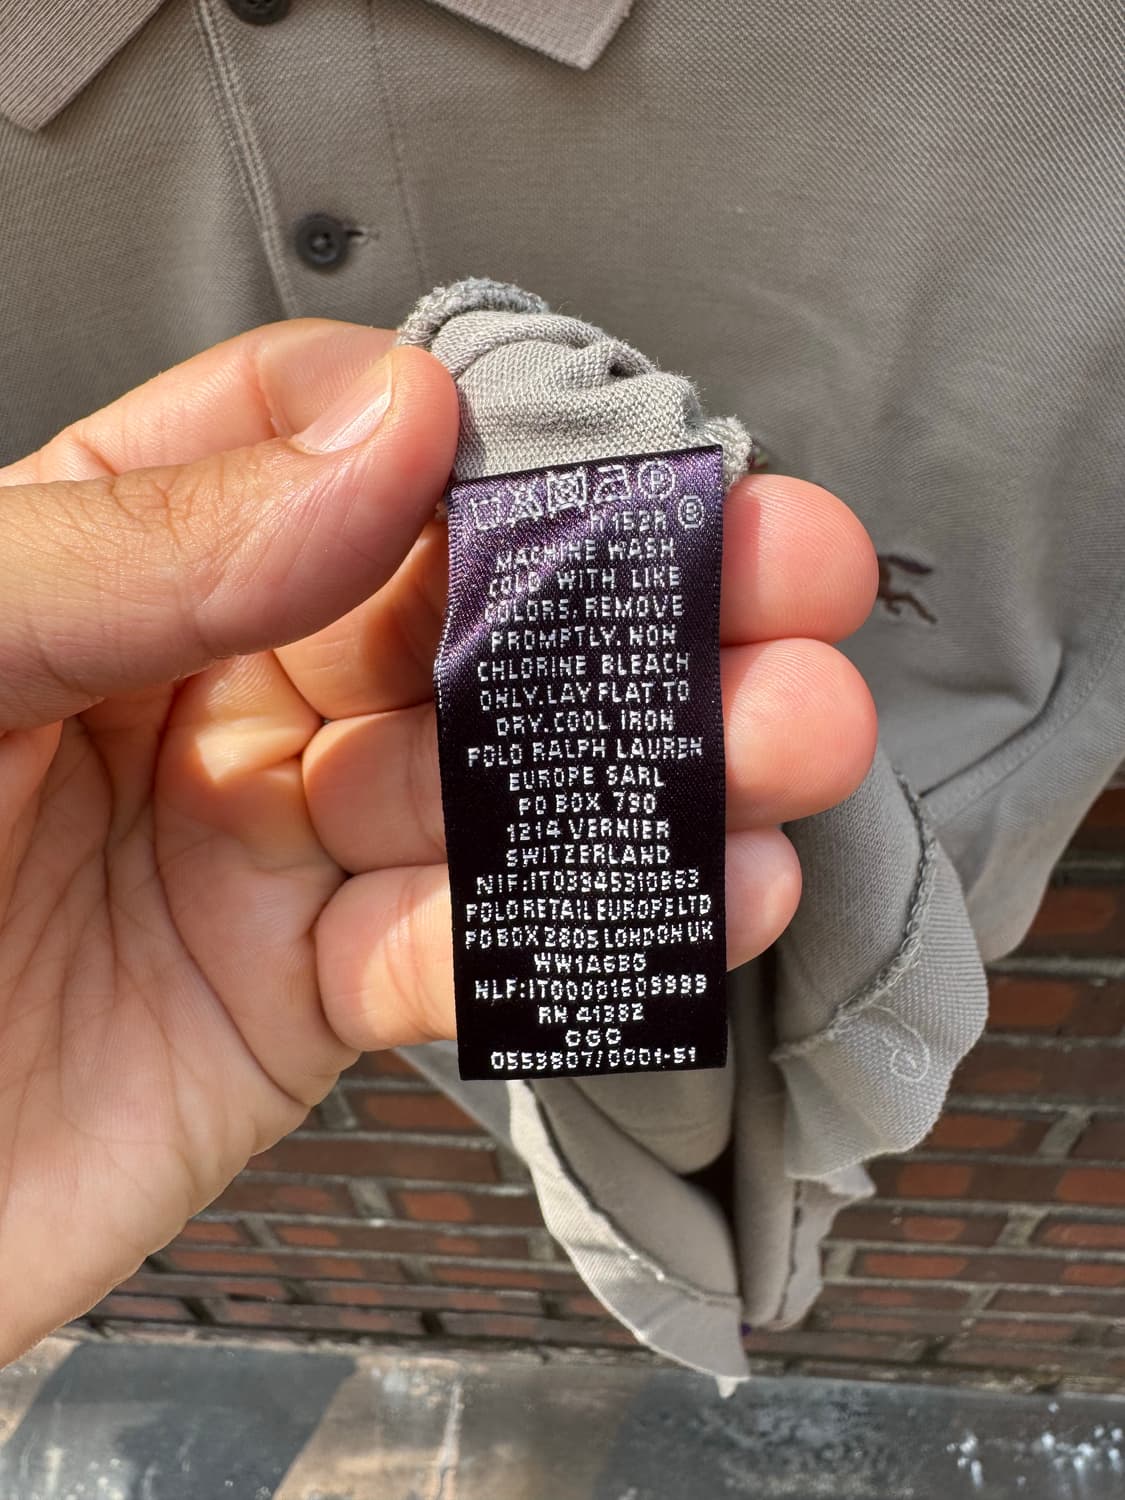 P
h 152h B
MACHINE WASH
COLD WITH LIKE
COLORS. REMOVE
PROMPTLY. NON
CHLORINE BLEACH
ONLY. LAY FLAT TO
DRY. COOL IRON
POLO RALPH LAUREN
EUROPE SARL
PO BOX 790
1214 VERNIER
SWITZERLAND
NIF:IT03945310963
POLO RETAIL EUROPE LTD
PO BOX 2805 LONDON UK
WW1A6BG
NLF:IT00001609999
RN 41382
CGC
0553807/0001-51